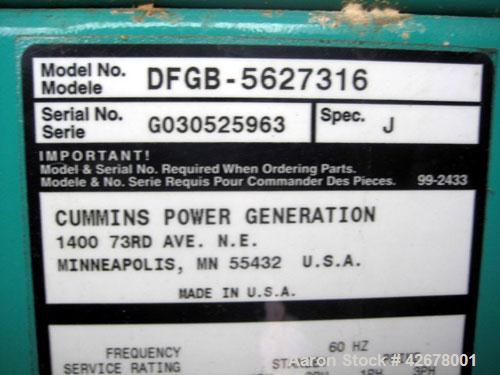 Model No. DFGB-5627316
Modele
Serial No. G030525963 Spec. J
Serie
IMPORTANT!
Model & Serial No. Required When Ordering Parts.
Modele & No. Serie Requis Pour Commander Des Pieces. 99-2433
CUMMINS POWER GENERATION
1400 73RD AVE. N.E.
MINNEAPOLIS, MN 55432 U.S.A.
MADE IN U.S.A.
FREQUENCY 60 HZ
SERVICE RATING
Aaron Stock # 42678001